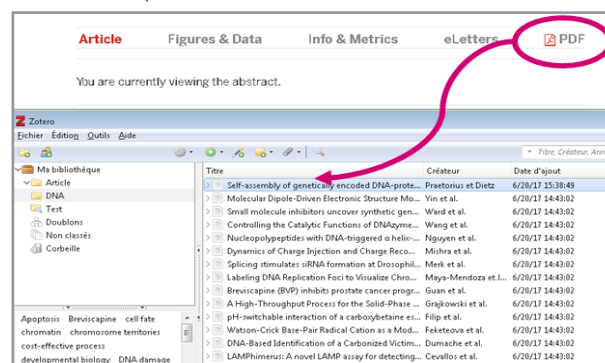 Article Figures & Data Info & Metrics eLetters PDF
You are currently viewing the abstract.
Zotero
Fichier Édition Outils Aide
Titre, Créateur, Ann
Ma bibliothèque
Article
DNA
Test
Doublons
Non classés
Corbeille
Titre Créateur Date d'ajout
Self-assembly of genetically encoded DNA-prote... Praetorius et Dietz 6/20/17 15:38:49
Molecular Dipole-Driven Electronic Structure Mo... Yin et al. 6/20/17 14:43:02
Small molecule inhibitors uncover synthetic gen... Ward et al. 6/20/17 14:43:02
Controlling the Catalytic Functions of DNAzyme... Wang et al. 6/20/17 14:43:02
Nucleopolypeptides with DNA-triggered α helix-... Nguyen et al. 6/20/17 14:43:02
Dynamics of Charge Injection and Charge Reco... Mishra et al. 6/20/17 14:43:02
Splicing stimulates siRNA formation at Drosophil... Merk et al. 6/20/17 14:43:02
Labeling DNA Replication Foci to Visualize Chro... Maya-Mendoza et J... 6/20/17 14:43:02
Breviscapine (BVP) inhibits prostate cancer progr... Guan et al. 6/20/17 14:43:02
A High-Throughput Process for the Solid-Phase ... Grajkowski et al. 6/20/17 14:43:02
pH-switchable interaction of a carboxybetaine es... Filip et al. 6/20/17 14:43:02
Watson-Crick Base-Pair Radical Cation as a Mod... Feketeova et al. 6/20/17 14:43:02
DNA-Based Identification of a Carbonized Victim... Dumache et al. 6/20/17 14:43:02
LAMPhimerus: A novel LAMP assay for detecting... Cevallos et al. 6/20/17 14:43:02
Apoptosis Breviscapine cell fate
chromatin chromosome territories
cost-effective process
developmental biology DNA damage